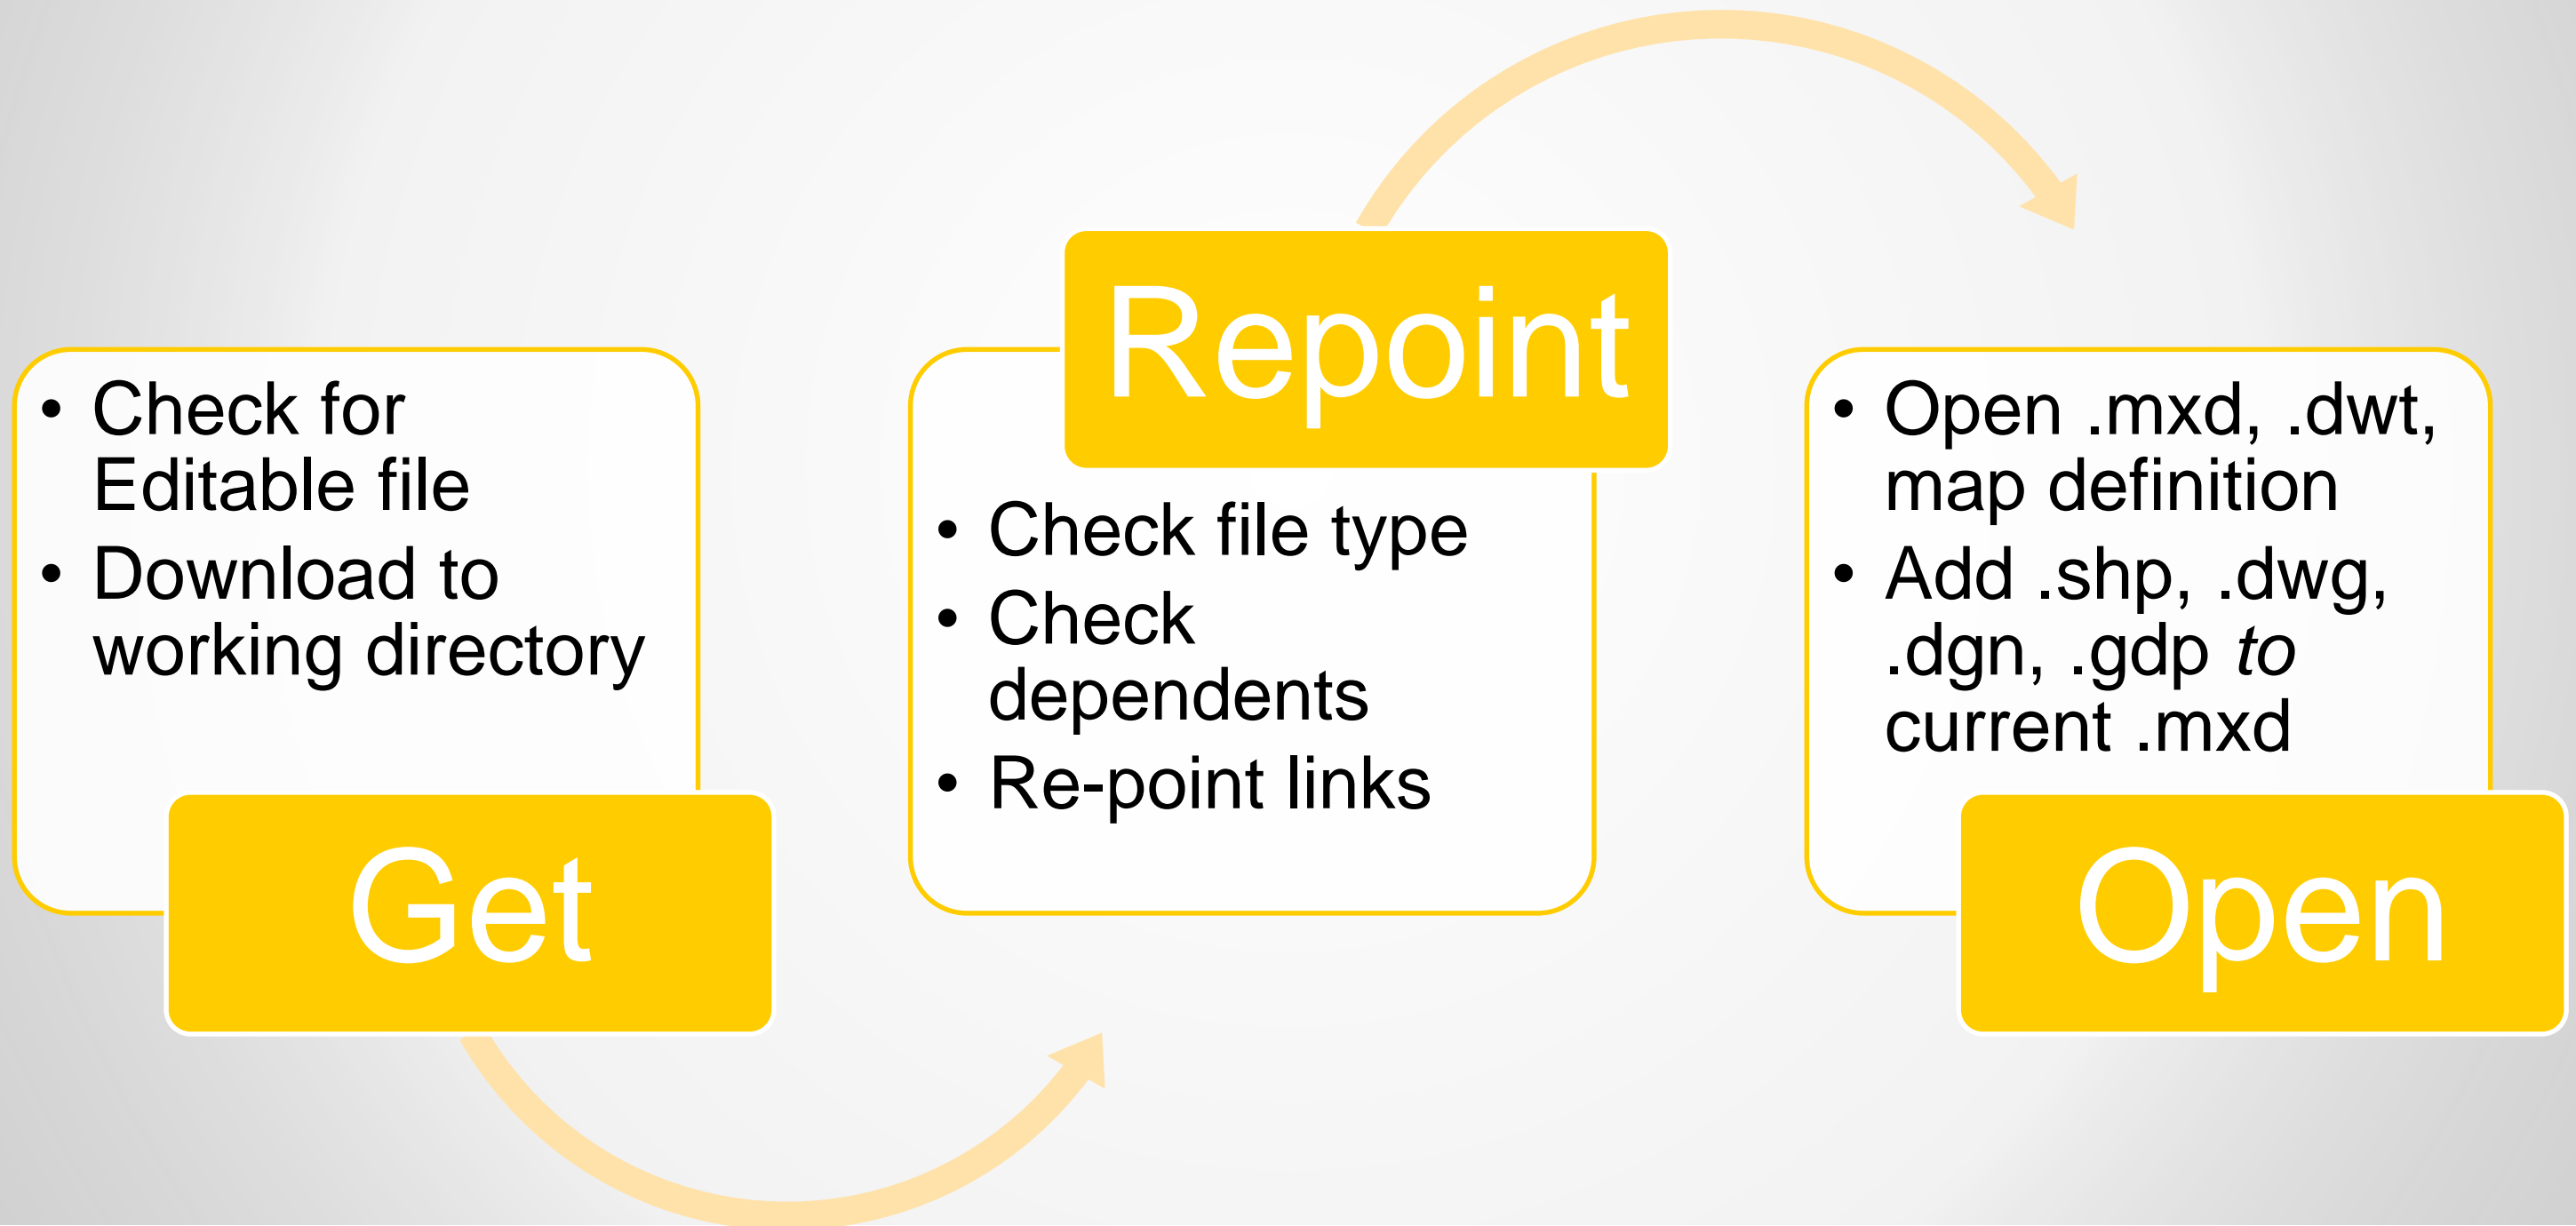 • Check for
Editable file
• Download to
working directory
Get
Repoint
• Check file type
• Check
dependents
• Re-point links
• Open .mxd, .dwt,
map definition
• Add .shp, .dwg,
.dgn, .gdp to
current .mxd
Open